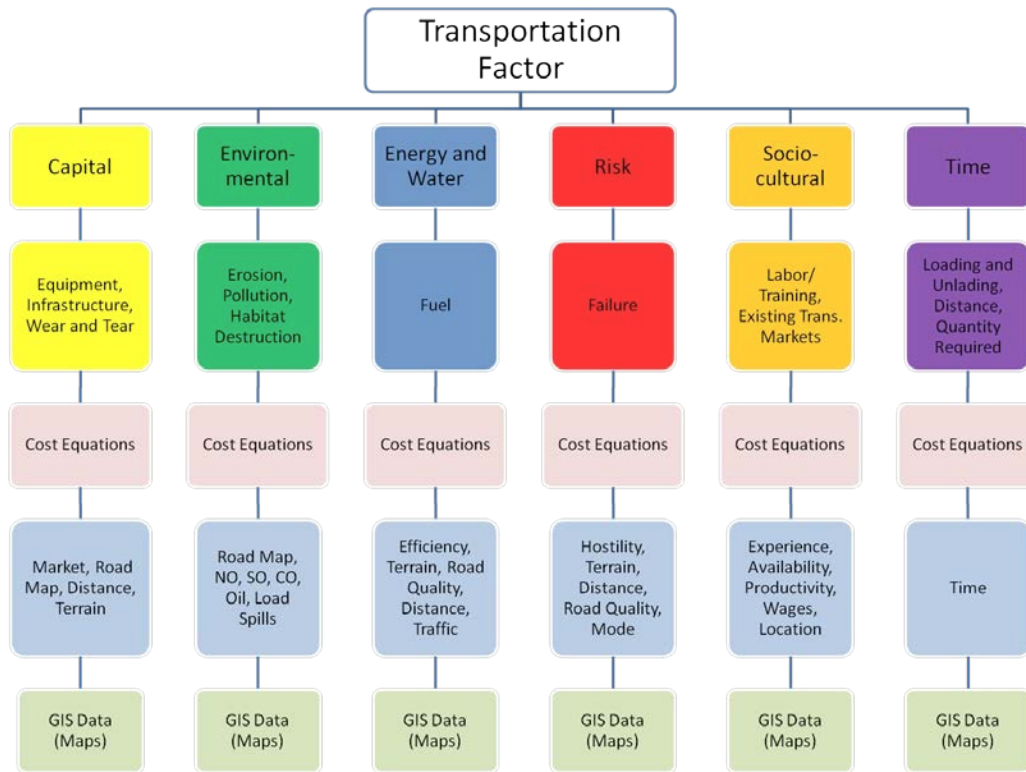 Transportation
Factor
Capital
Environ-
mental
Energy and
Water
Risk
Socio-
cultural
Time
Equipment,
Infrastructure,
Wear and Tear
Erosion,
Pollution,
Habitat
Destruction
Fuel
Failure
Labor/
Training,
Existing Trans.
Markets
Loading and
Unlading,
Distance,
Quantity
Required
Cost Equations
Cost Equations
Cost Equations
Cost Equations
Cost Equations
Cost Equations
Market, Road
Map, Distance,
Terrain
Road Map,
NO, SO, CO,
Oil, Load
Spills
Efficiency,
Terrain, Road
Quality,
Distance,
Traffic
Hostility,
Terrain,
Distance,
Road Quality,
Mode
Experience,
Availability,
Productivity,
Wages,
Location
Time
GIS Data
(Maps)
GIS Data
(Maps)
GIS Data
(Maps)
GIS Data
(Maps)
GIS Data
(Maps)
GIS Data
(Maps)